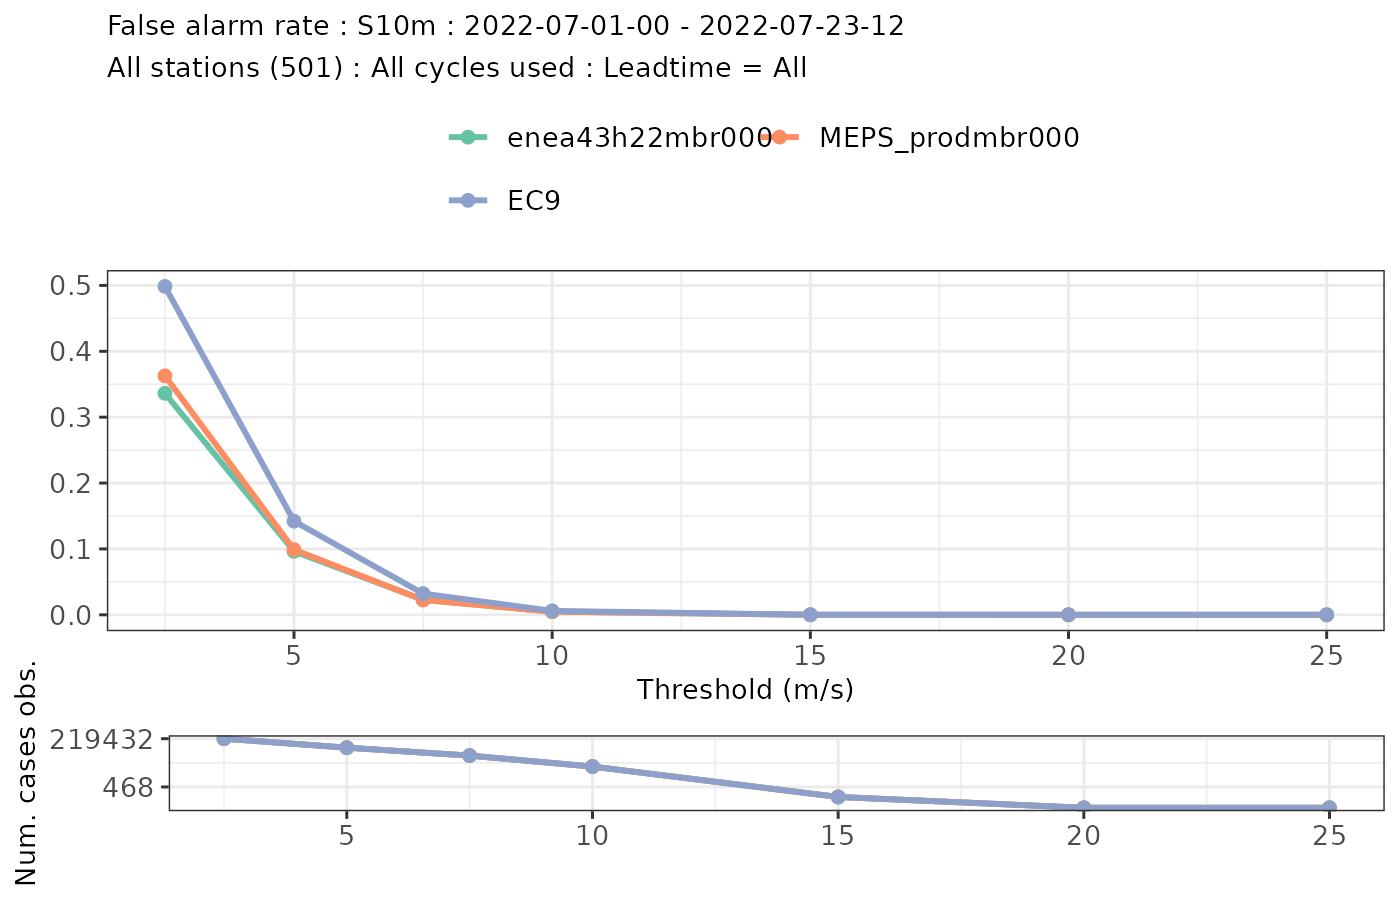 False alarm rate : S10m : 2022-07-01-00 - 2022-07-23-12
All stations (501) : All cycles used : Leadtime = All
enea43h22mbr000 MEPS_prodmbr000
EC9
0.5
0.4
0.3
0.2
0.1
0.0
5 10 15 20 25
Threshold (m/s)
Num. cases obs.
219432
468
5 10 15 20 25